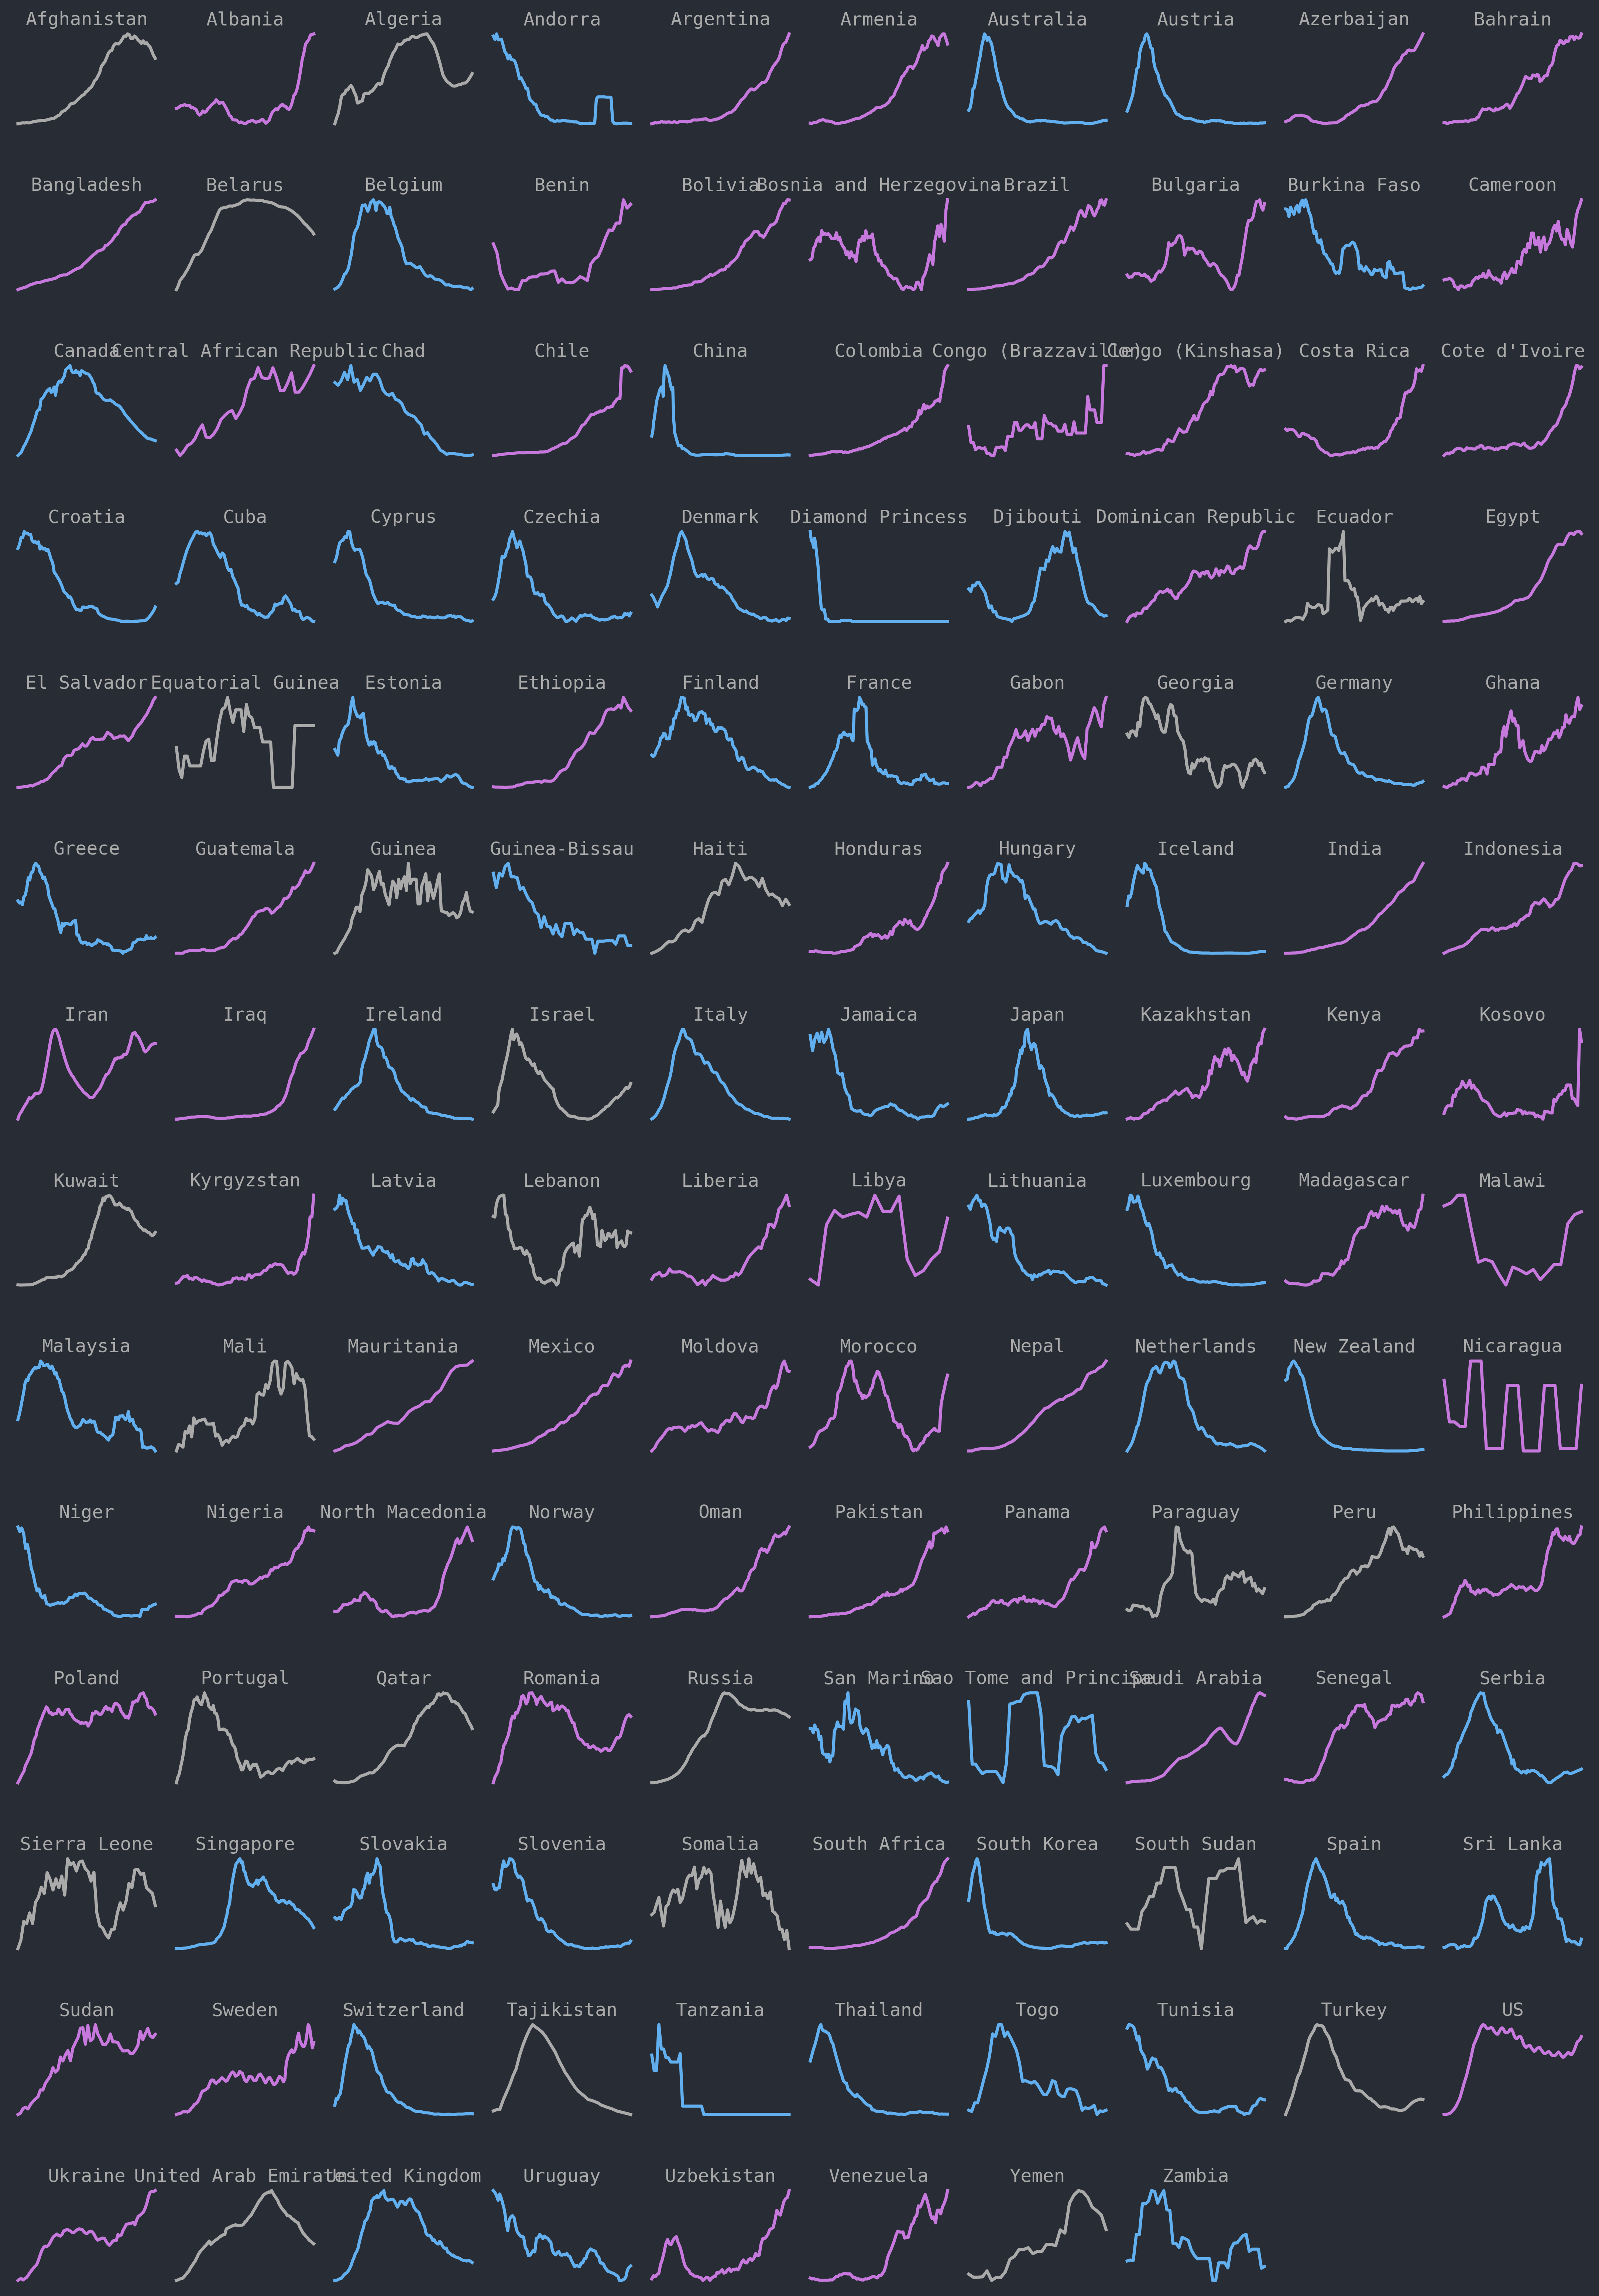 Afghanistan Albania Algeria Andorra Argentina Armenia Australia Austria Azerbaijan Bahrain
Bangladesh Belarus Belgium Benin Bolivia Bosnia and Herzegovina Brazil Bulgaria Burkina Faso Cameroon
Canada Central African Republic Chad Chile China Colombia Congo (Brazzaville) Congo (Kinshasa) Costa Rica Cote d'Ivoire
Croatia Cuba Cyprus Czechia Denmark Diamond Princess Djibouti Dominican Republic Ecuador Egypt
El Salvador Equatorial Guinea Estonia Ethiopia Finland France Gabon Georgia Germany Ghana
Greece Guatemala Guinea Guinea-Bissau Haiti Honduras Hungary Iceland India Indonesia
Iran Iraq Ireland Israel Italy Jamaica Japan Kazakhstan Kenya Kosovo
Kuwait Kyrgyzstan Latvia Lebanon Liberia Libya Lithuania Luxembourg Madagascar Malawi
Malaysia Mali Mauritania Mexico Moldova Morocco Nepal Netherlands New Zealand Nicaragua
Niger Nigeria North Macedonia Norway Oman Pakistan Panama Paraguay Peru Philippines
Poland Portugal Qatar Romania Russia San Marino Sao Tome and Principe Saudi Arabia Senegal Serbia
Sierra Leone Singapore Slovakia Slovenia Somalia South Africa South Korea South Sudan Spain Sri Lanka
Sudan Sweden Switzerland Tajikistan Tanzania Thailand Togo Tunisia Turkey US
Ukraine United Arab Emirates United Kingdom Uruguay Uzbekistan Venezuela Yemen Zambia